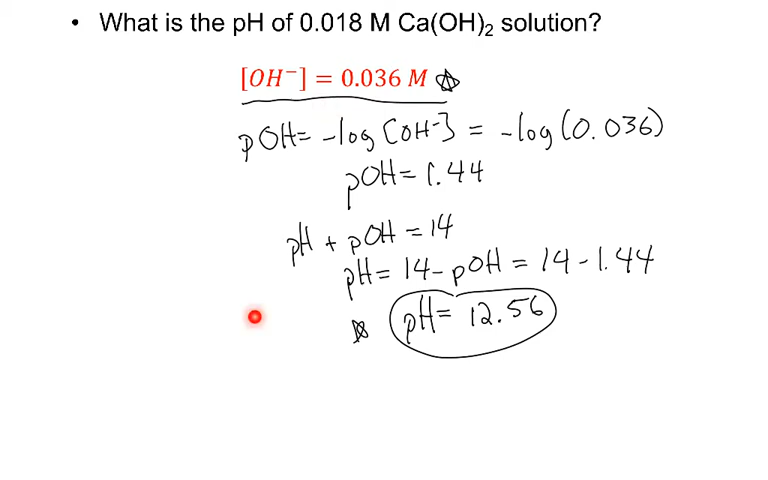 • What is the pH of 0.018 M Ca(OH)₂ solution?
[OH⁻] = 0.036 M ☆
pOH = -log[OH⁻] = -log(0.036)
pOH = 1.44
pH + pOH = 14
pH = 14 - pOH = 14 - 1.44
☆ pH = 12.56